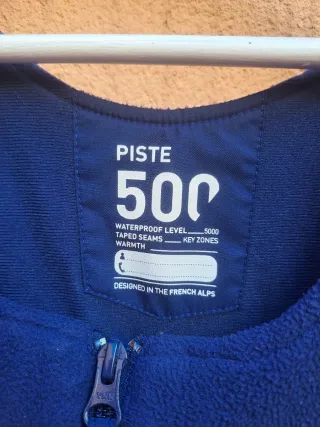 PISTE
500
WATERPROOF LEVEL 5000
TAPED SEAMS KEY ZONES
WARMTH
DESIGNED IN THE FRENCH ALPS